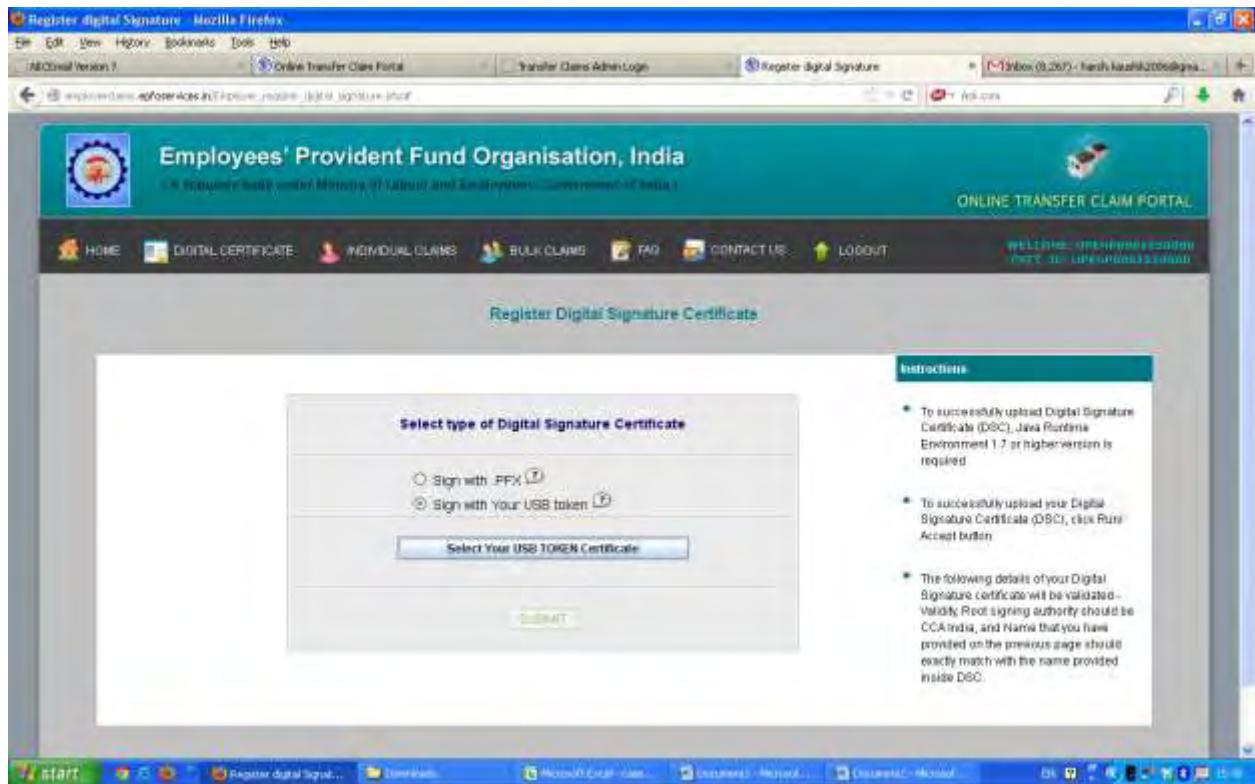 Register digital Signature - Mozilla Firefox
File Edit View History Bookmarks Tools Help
Online Transfer Claim Portal
Transfer Claims Admin Login
Register digital Signature
epfoservices.in
Employees' Provident Fund Organisation, India
ONLINE TRANSFER CLAIM PORTAL
HOME
DIGITAL CERTIFICATE
INDIVIDUAL CLAIMS
BULK CLAIMS
FAQ
CONTACT US
LOGOUT
Register Digital Signature Certificate
Select type of Digital Signature Certificate
Sign with .PFX
Sign with Your USB token
Select Your USB TOKEN Certificate
SUBMIT
Instructions
To successfully upload Digital Signature
Certificate (DSC), Java Runtime
Environment 1.7 or higher version is
required
To successfully upload your Digital
Signature Certificate (DSC), click Run/
Accept button
The following details of your Digital
Signature certificate will be validated -
Validity, Root signing authority should be
CCA India, and Name that you have
provided on the previous page should
exactly match with the name provided
inside DSC.
start
Register digital Signat...
Downloads